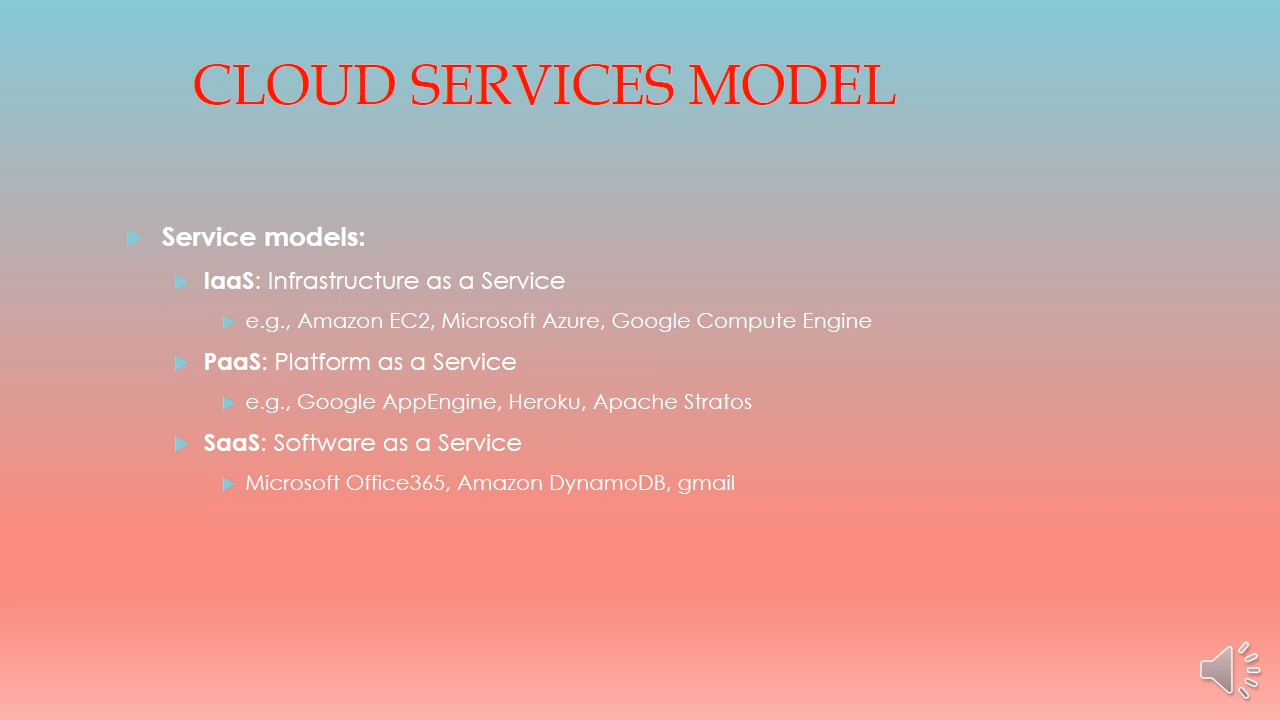 CLOUD SERVICES MODEL
Service models:
IaaS: Infrastructure as a Service
e.g., Amazon EC2, Microsoft Azure, Google Compute Engine
PaaS: Platform as a Service
e.g., Google AppEngine, Heroku, Apache Stratos
SaaS: Software as a Service
Microsoft Office365, Amazon DynamoDB, gmail